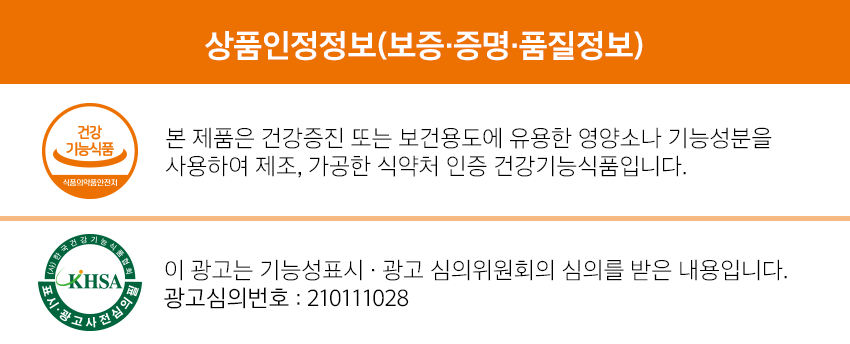 상품인정정보(보증·증명·품질정보)
건강
기능식품
식품의약품안전처
본 제품은 건강증진 또는 보건용도에 유용한 영양소나 기능성분을
사용하여 제조, 가공한 식약처 인증 건강기능식품입니다.
(사)한국건강기능식품협회
KHSA
표시·광고사전심의필
이 광고는 기능성표시 · 광고 심의위원회의 심의를 받은 내용입니다.
광고심의번호 : 210111028